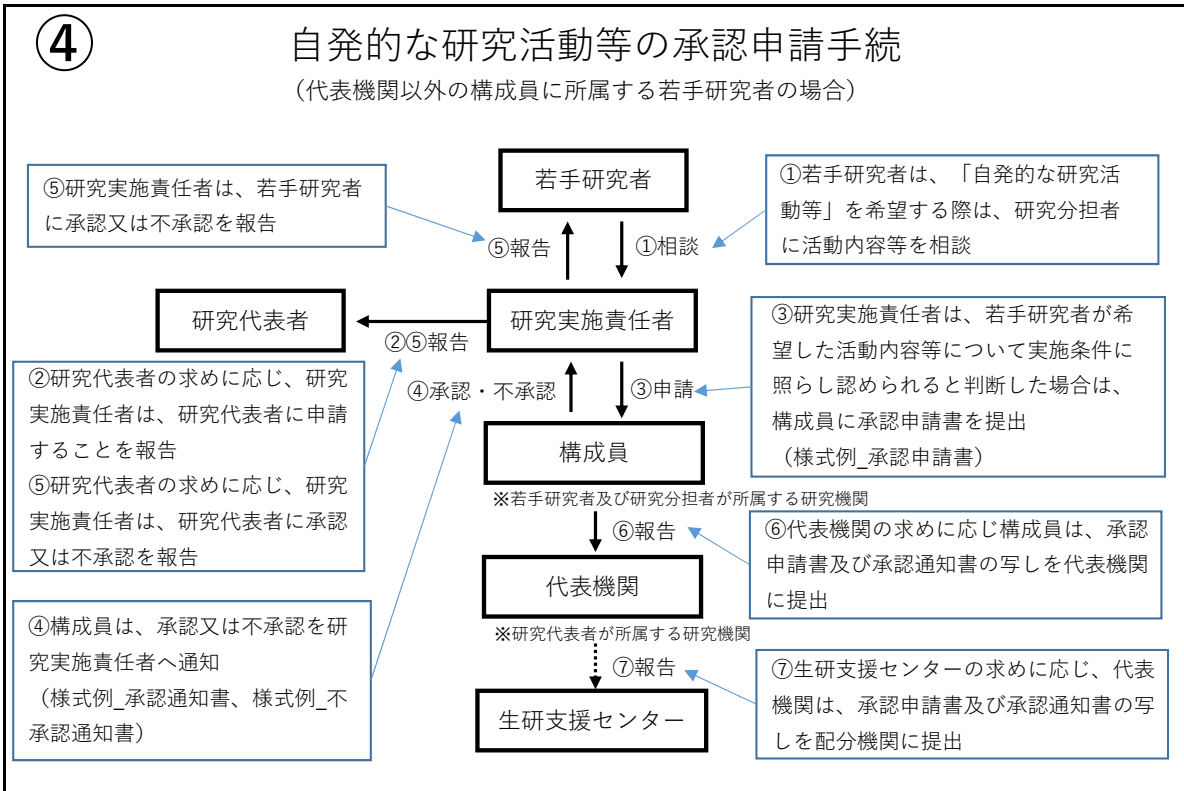 ④
自発的な研究活動等の承認申請手続
（代表機関以外の構成員に所属する若手研究者の場合）
⑤研究実施責任者は、若手研究者
に承認又は不承認を報告
若手研究者
①若手研究者は、「自発的な研究活
動等」を希望する際は、研究分担者
に活動内容等を相談
⑤報告
①相談
研究代表者
研究実施責任者
②⑤報告
②研究代表者の求めに応じ、研究
実施責任者は、研究代表者に申請
することを報告
⑤研究代表者の求めに応じ、研究
実施責任者は、研究代表者に承認
又は不承認を報告
④承認・不承認
③申請
③研究実施責任者は、若手研究者が希
望した活動内容等について実施条件に
照らし認められると判断した場合は、
構成員に承認申請書を提出
（様式例_承認申請書）
構成員
※若手研究者及び研究分担者が所属する研究機関
⑥報告
⑥代表機関の求めに応じ構成員は、承認
申請書及び承認通知書の写しを代表機関
に提出
代表機関
※研究代表者が所属する研究機関
④構成員は、承認又は不承認を研
究実施責任者へ通知
（様式例_承認通知書、様式例_不
承認通知書）
⑦報告
⑦生研支援センターの求めに応じ、代表
機関は、承認申請書及び承認通知書の写
しを配分機関に提出
生研支援センター